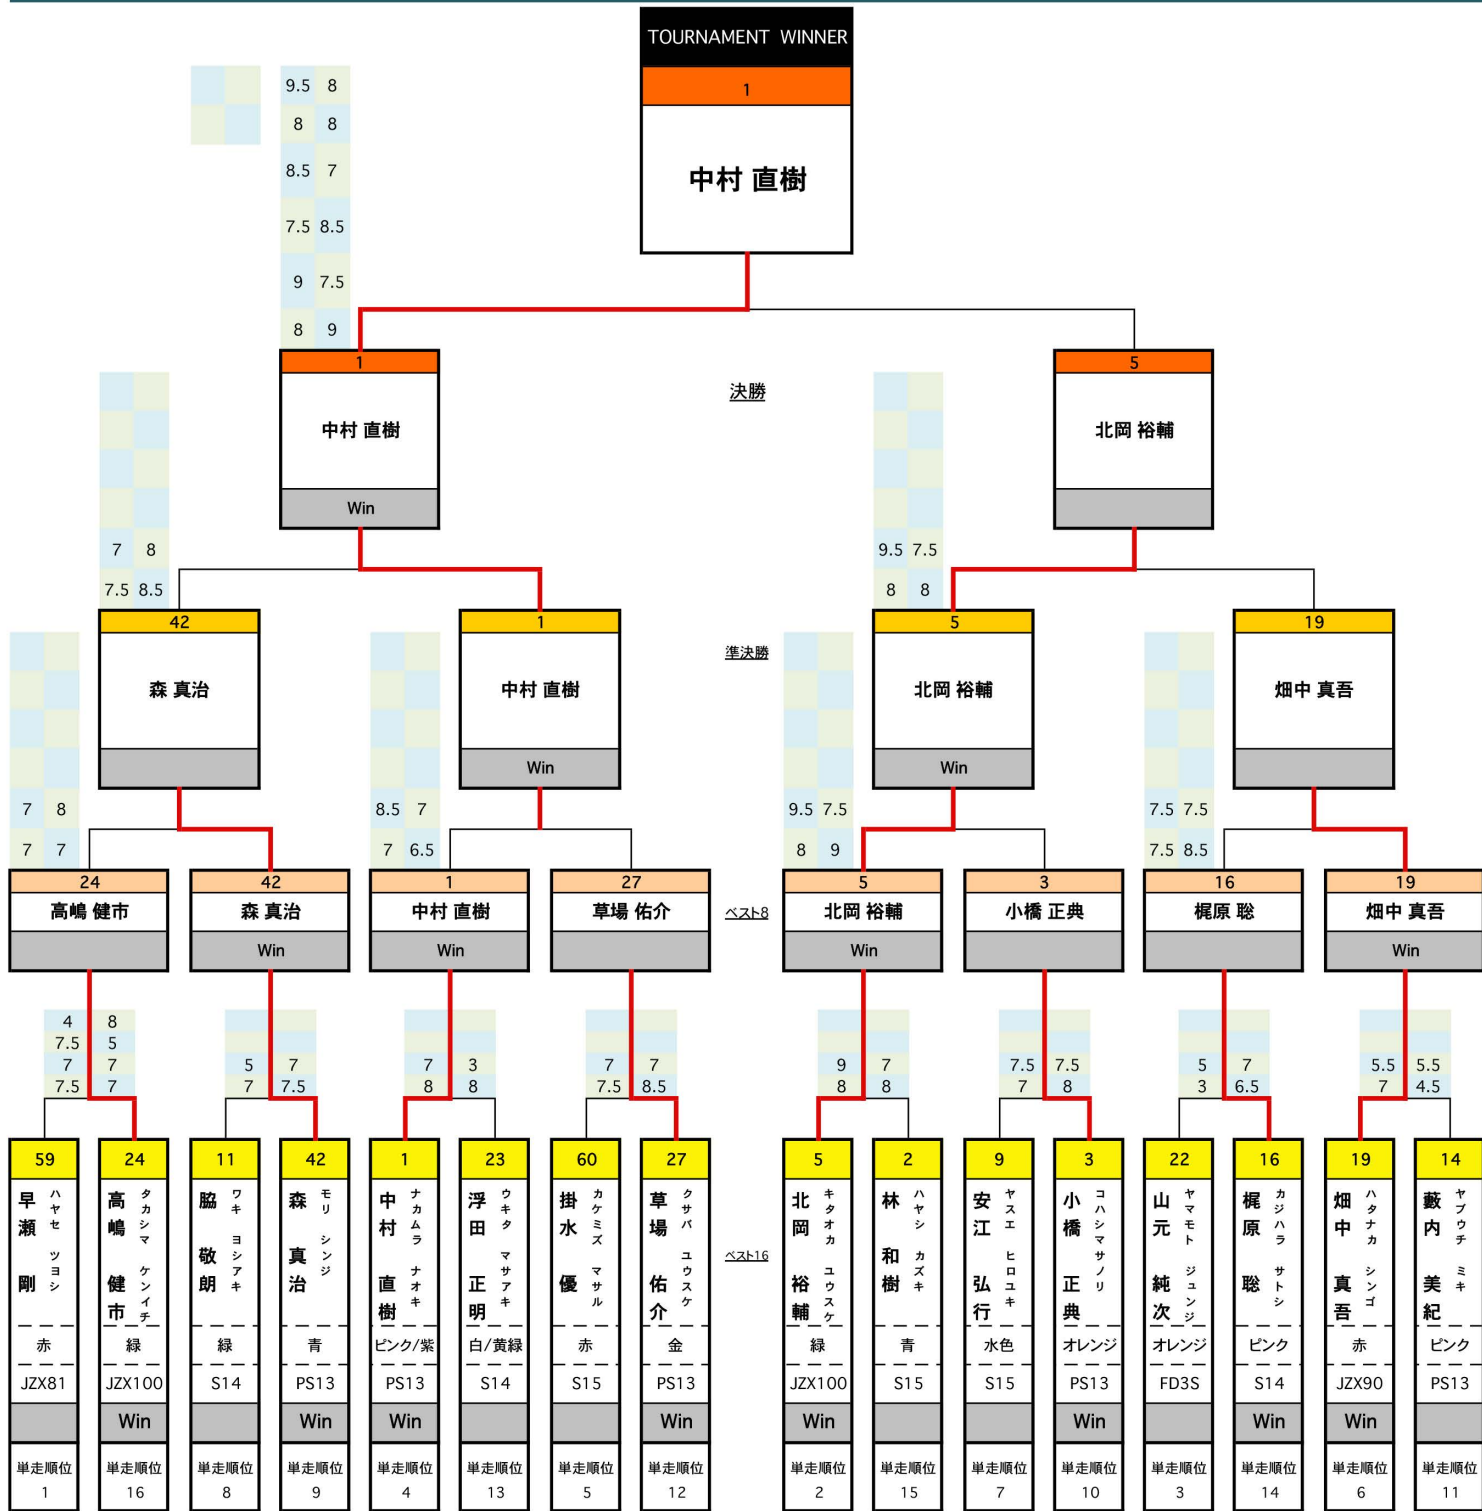 TOURNAMENT WINNER
1
中村 直樹
9.5 8
8 8
8.5 7
7.5 8.5
9 7.5
8 9
1
中村 直樹
Win
決勝
5
北岡 裕輔
7 8
7.5 8.5
9.5 7.5
8 8
42
森 真治
1
中村 直樹
Win
準決勝
5
北岡 裕輔
Win
19
畑中 真吾
7 8
7 7
8.5 7
7 6.5
9.5 7.5
8 9
7.5 7.5
7.5 8.5
24
高嶋 健市
42
森 真治
Win
1
中村 直樹
Win
27
草場 佑介
ベスト8
5
北岡 裕輔
Win
3
小橋 正典
16
梶原 聡
19
畑中 真吾
Win
4 8
7.5 5
7 7
7.5 7
5 7
7 7.5
7 3
8 8
7 7
7.5 8.5
9 7
8 8
7.5 7.5
7 8
5 7
3 6.5
5.5 5.5
7 4.5
59
早瀬 剛
ハヤセ ツヨシ
赤
JZX81
単走順位
1
24
高嶋 健市
タカシマ ケンイチ
緑
JZX100
Win
単走順位
16
11
脇 敬朗
ワキ ヨシアキ
緑
S14
単走順位
8
42
森 真治
モリ シンジ
青
PS13
Win
単走順位
9
1
中村 直樹
ナカムラ ナオキ
ピンク/紫
PS13
Win
単走順位
4
23
浮田 正明
ウキタ マサアキ
白/黄緑
S14
単走順位
13
60
掛水 優
カケミズ マサル
赤
S15
単走順位
5
27
草場 佑介
クサバ ユウスケ
金
PS13
Win
単走順位
12
ベスト16
5
北岡 裕輔
キタオカ ユウスケ
緑
JZX100
Win
単走順位
2
2
林 和樹
ハヤシ カズキ
青
S15
単走順位
15
9
安江 弘行
ヤスエ ヒロユキ
水色
S15
単走順位
7
3
小橋 正典
コハシマサノリ
オレンジ
PS13
Win
単走順位
10
22
山元 純次
ヤマモト ジュンジ
オレンジ
FD3S
単走順位
3
16
梶原 聡
カジハラ サトシ
ピンク
S14
Win
単走順位
14
19
畑中 真吾
ハタナカ シンゴ
赤
JZX90
Win
単走順位
6
14
藪内 美紀
ヤブウチ ミキ
ピンク
PS13
単走順位
11